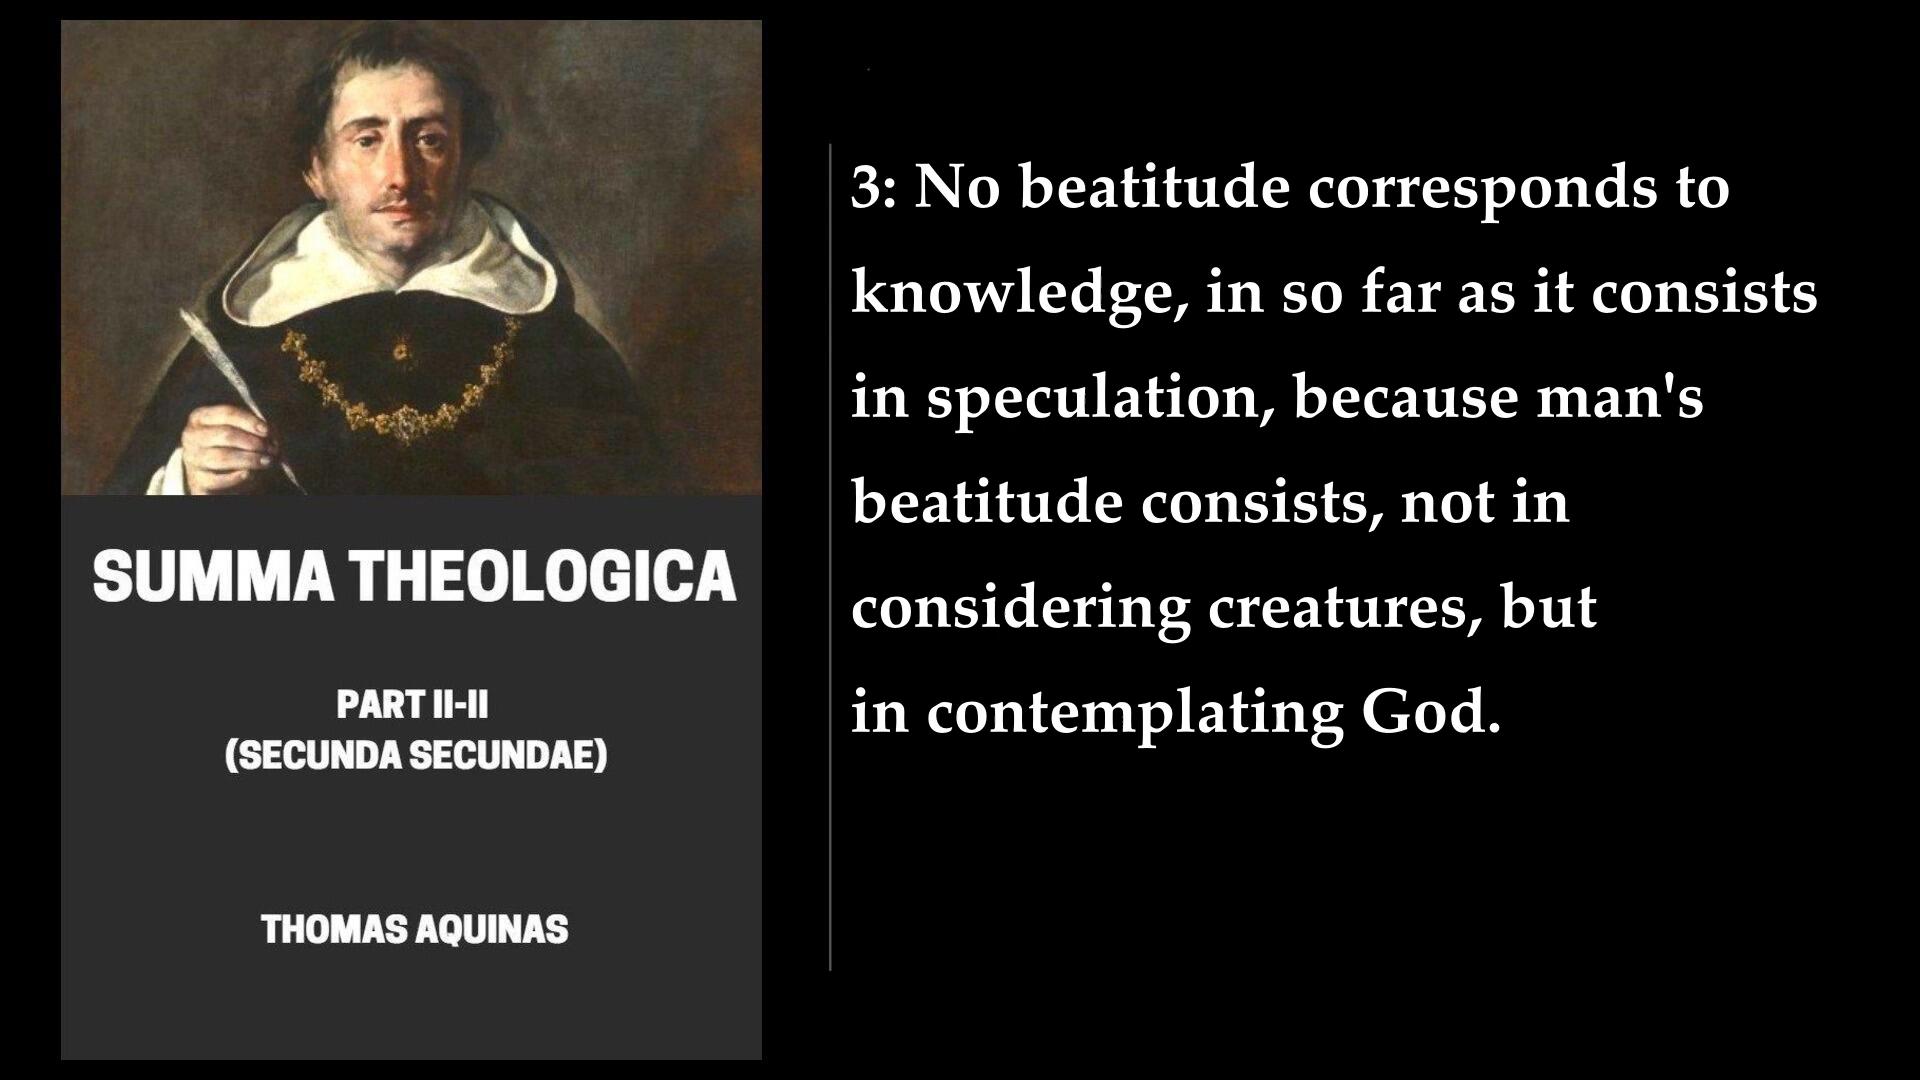 SUMMA THEOLOGICA
PART II-II
(SECUNDA SECUNDAE)
THOMAS AQUINAS
3: No beatitude corresponds to
knowledge, in so far as it consists
in speculation, because man's
beatitude consists, not in
considering creatures, but
in contemplating God.